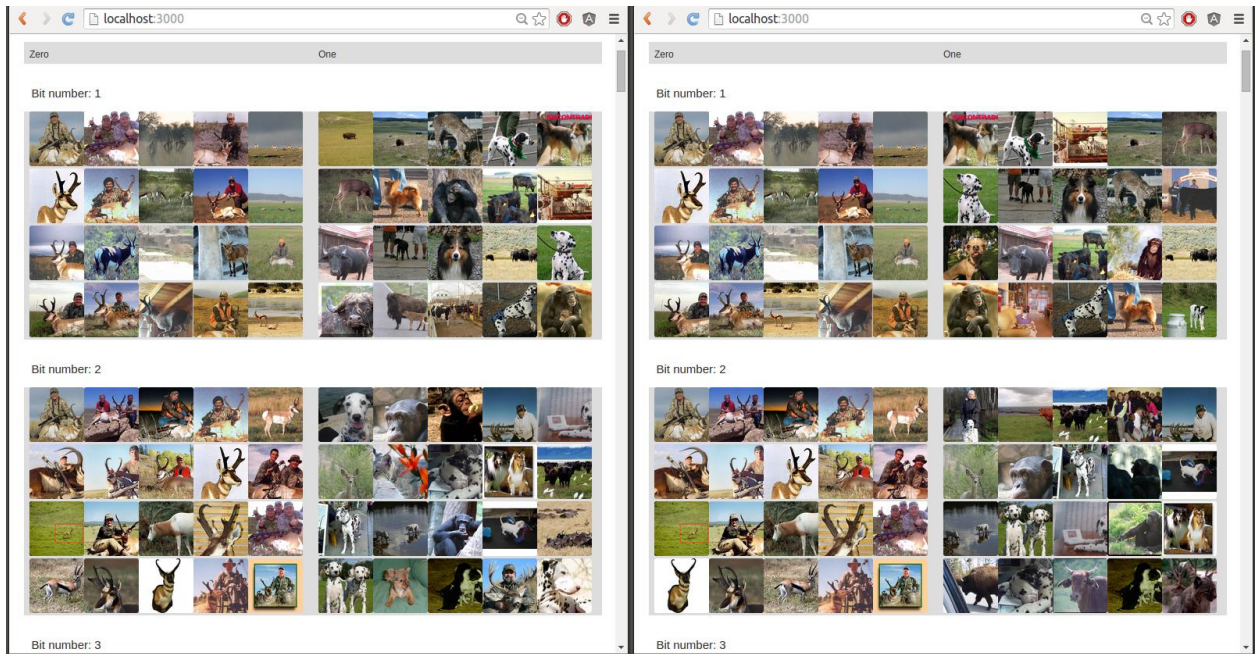 localhost:3000
Zero One
Bit number: 1
Bit number: 2
Bit number: 3
localhost:3000
Zero One
Bit number: 1
Bit number: 2
Bit number: 3